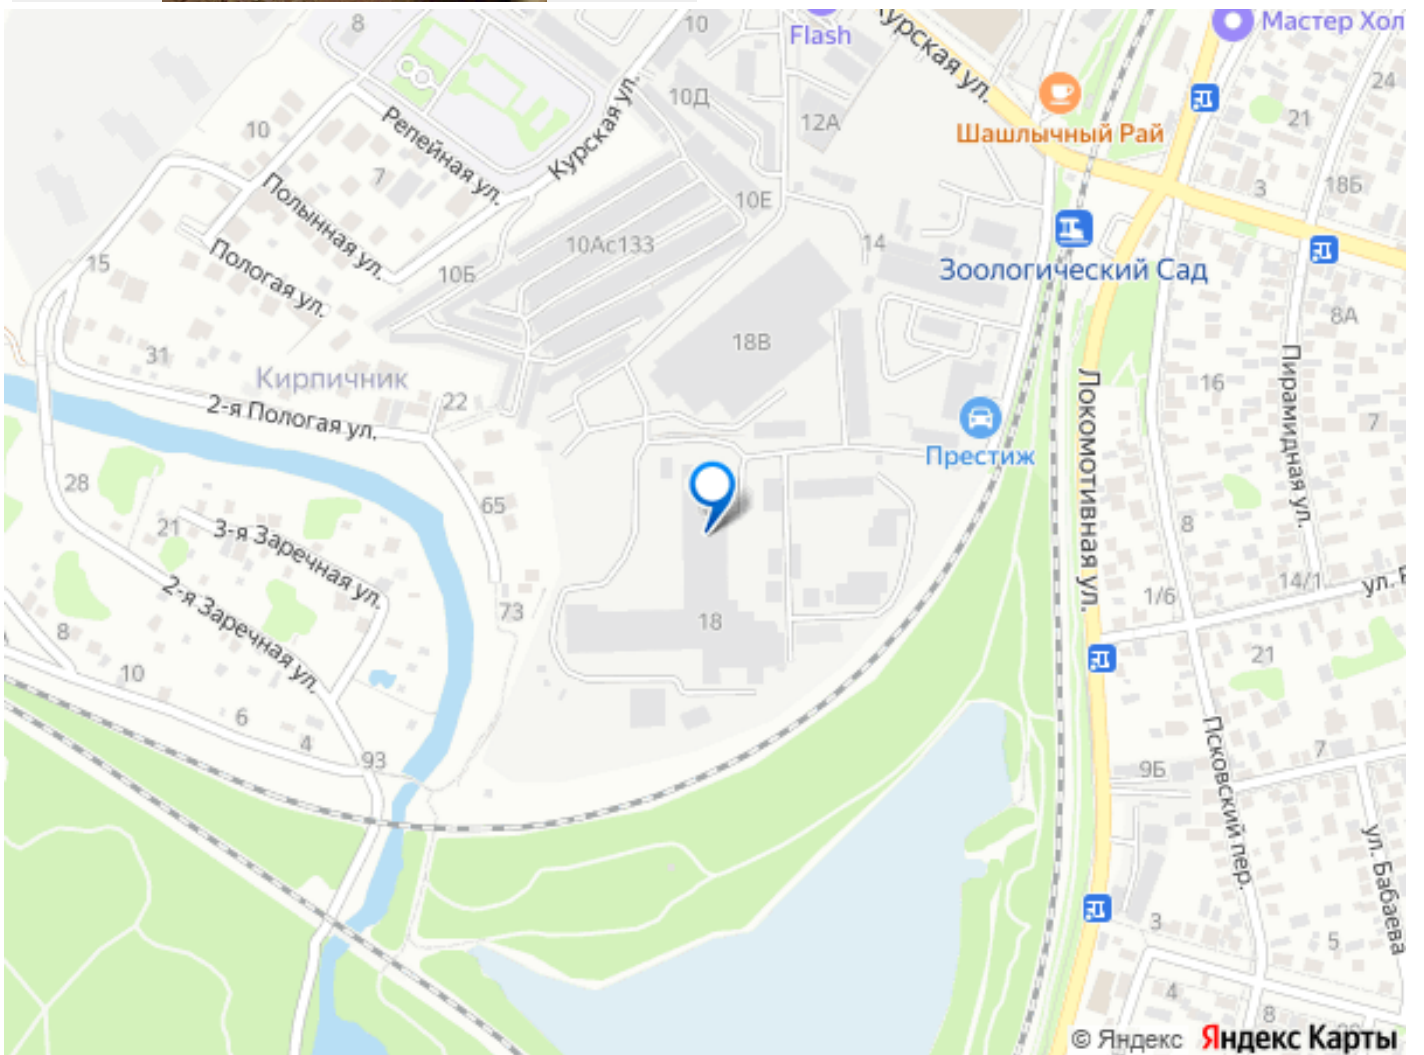 8
10
Flash
Курская ул.
Мастер Хол
24
10Д
12А
Шашлычный Рай
21
10
Репейная ул.
Курская ул.
7
3
18Б
Полынная ул.
10Е
10Ас133
14
Пологая ул.
15
10Б
Зоологический Сад
8А
18В
31
Кирпичник
22
2-я Пологая ул.
Локомотивная ул.
16
Пирамидная ул.
7
Престиж
28
65
21
3-я Заречная ул.
8
2-я Заречная ул.
73
18
1/6
14/1
ул.
8
10
21
6
4
93
Псковский пер.
7
9Б
ул. Бабаева
3
5
4
8
© Яндекс Яндекс Карты